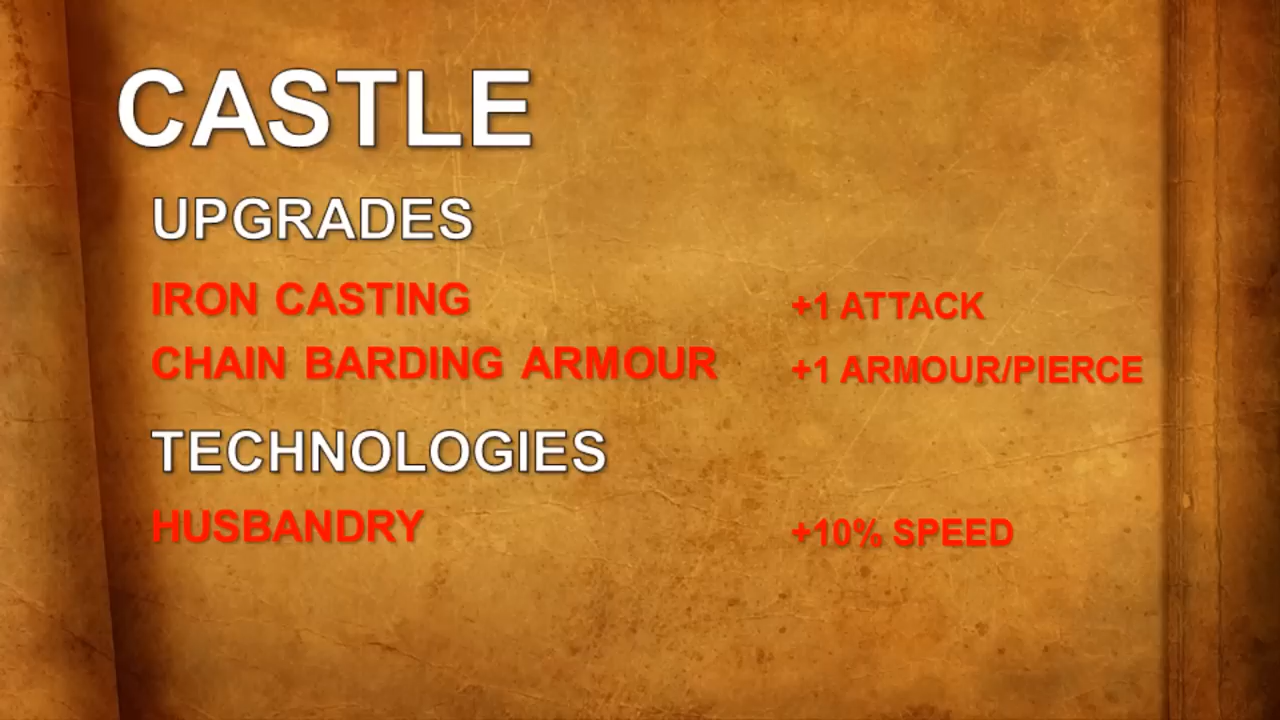 CASTLE
UPGRADES
IRON CASTING +1 ATTACK
CHAIN BARDING ARMOUR +1 ARMOUR/PIERCE
TECHNOLOGIES
HUSBANDRY +10% SPEED